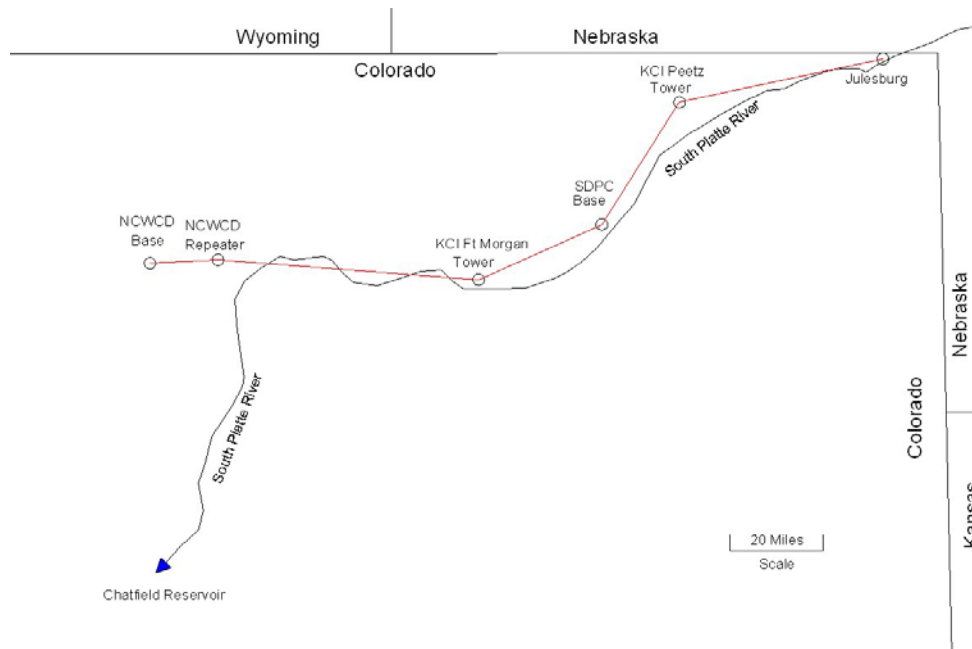 Wyoming
Nebraska
Colorado
KCI Peetz
Tower
Julesburg
South Platte River
SDPC
Base
NCWCD
Base
NCWCD
Repeater
KCI Ft Morgan
Tower
Nebraska
Colorado
South Platte River
Kansas
20 Miles
Scale
Chatfield Reservoir